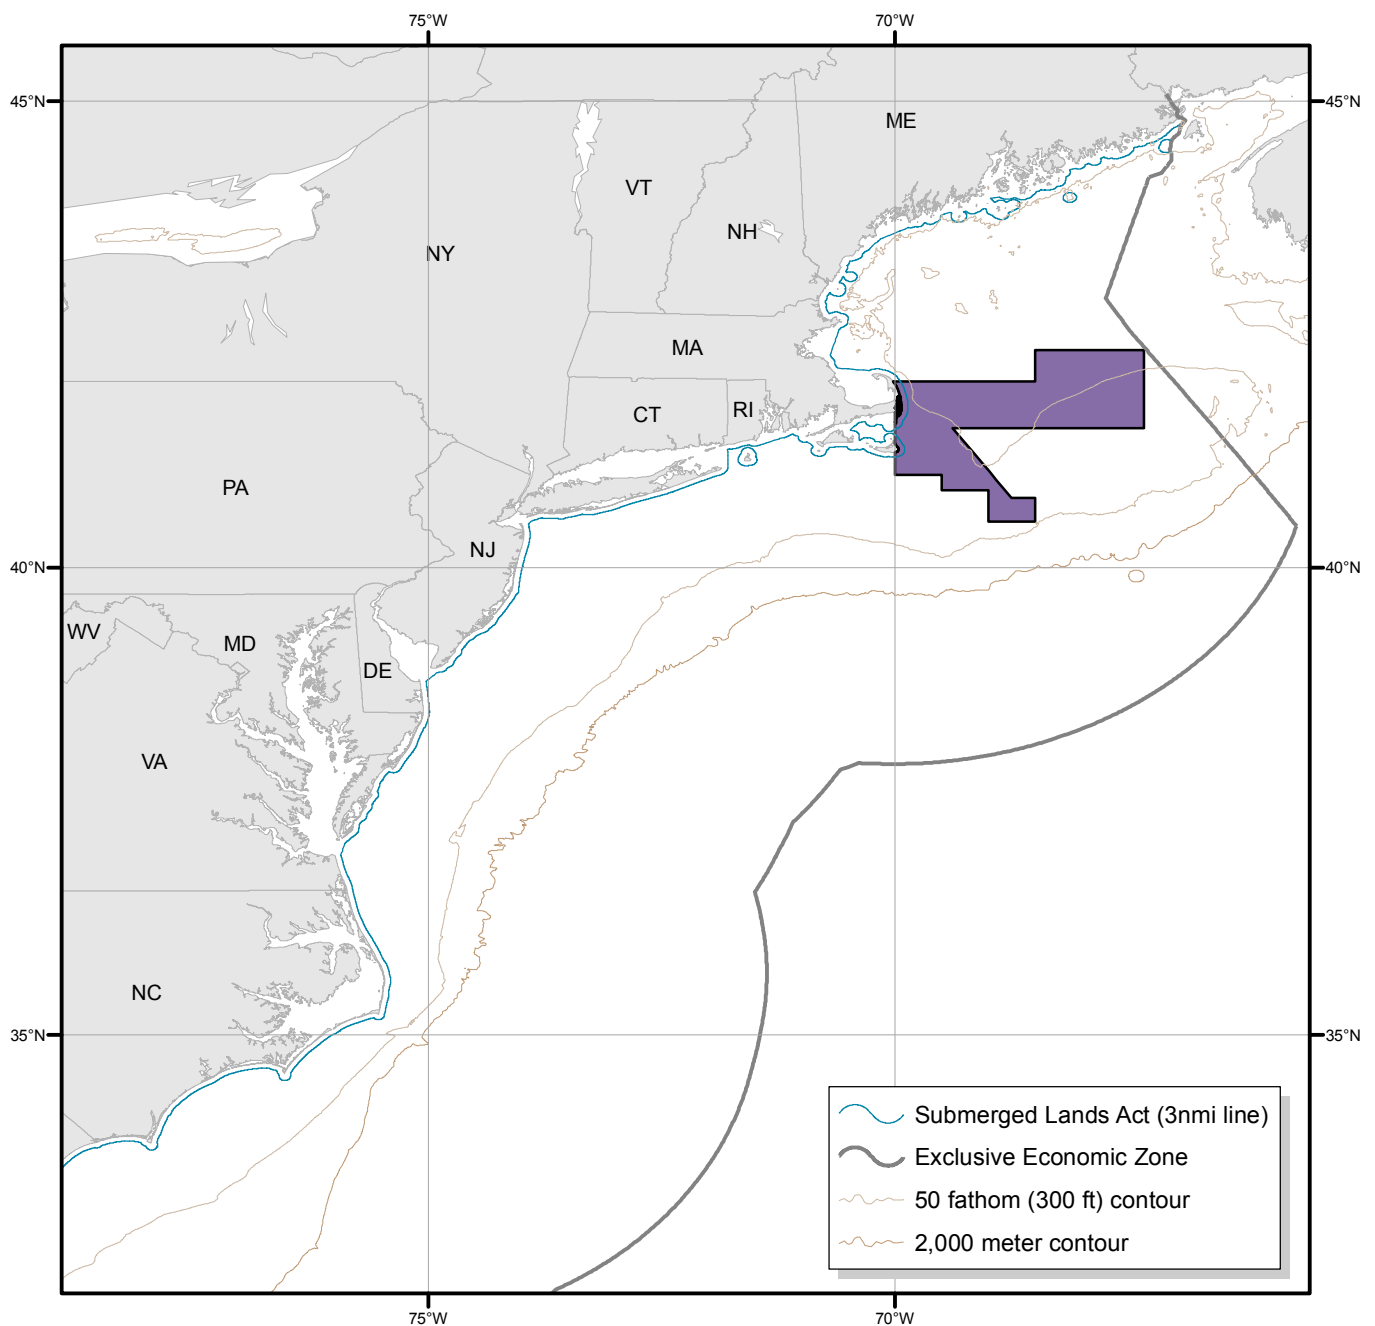 75°W
70°W
45°N
45°N
ME
VT
NH
NY
MA
CT
RI
PA
NJ
40°N
40°N
WV
MD
DE
VA
NC
35°N
35°N
Submerged Lands Act (3nmi line)
Exclusive Economic Zone
50 fathom (300 ft) contour
2,000 meter contour
75°W
70°W